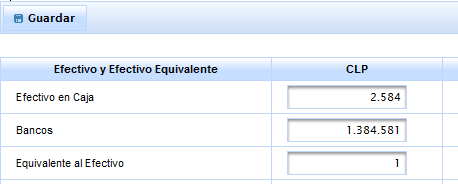 Guardar
Efectivo y Efectivo Equivalente CLP
Efectivo en Caja 2.584
Bancos 1.384.581
Equivalente al Efectivo 1